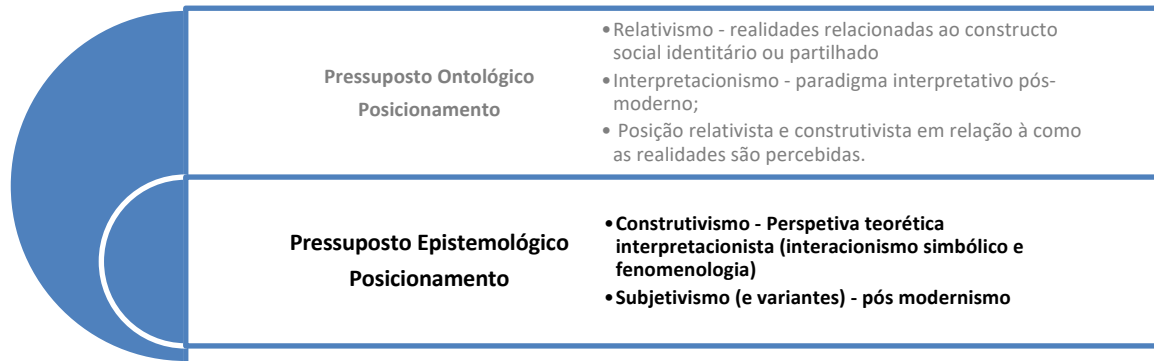 Pressuposto Ontológico
Posicionamento
•Relativismo - realidades relacionadas ao constructo
social identitário ou partilhado
•Interpretacionismo - paradigma interpretativo pós-
moderno;
• Posição relativista e construtivista em relação à como
as realidades são percebidas.
Pressuposto Epistemológico
Posicionamento
•Construtivismo - Perspetiva teorética
interpretacionista (interacionismo simbólico e
fenomenologia)
•Subjetivismo (e variantes) - pós modernismo